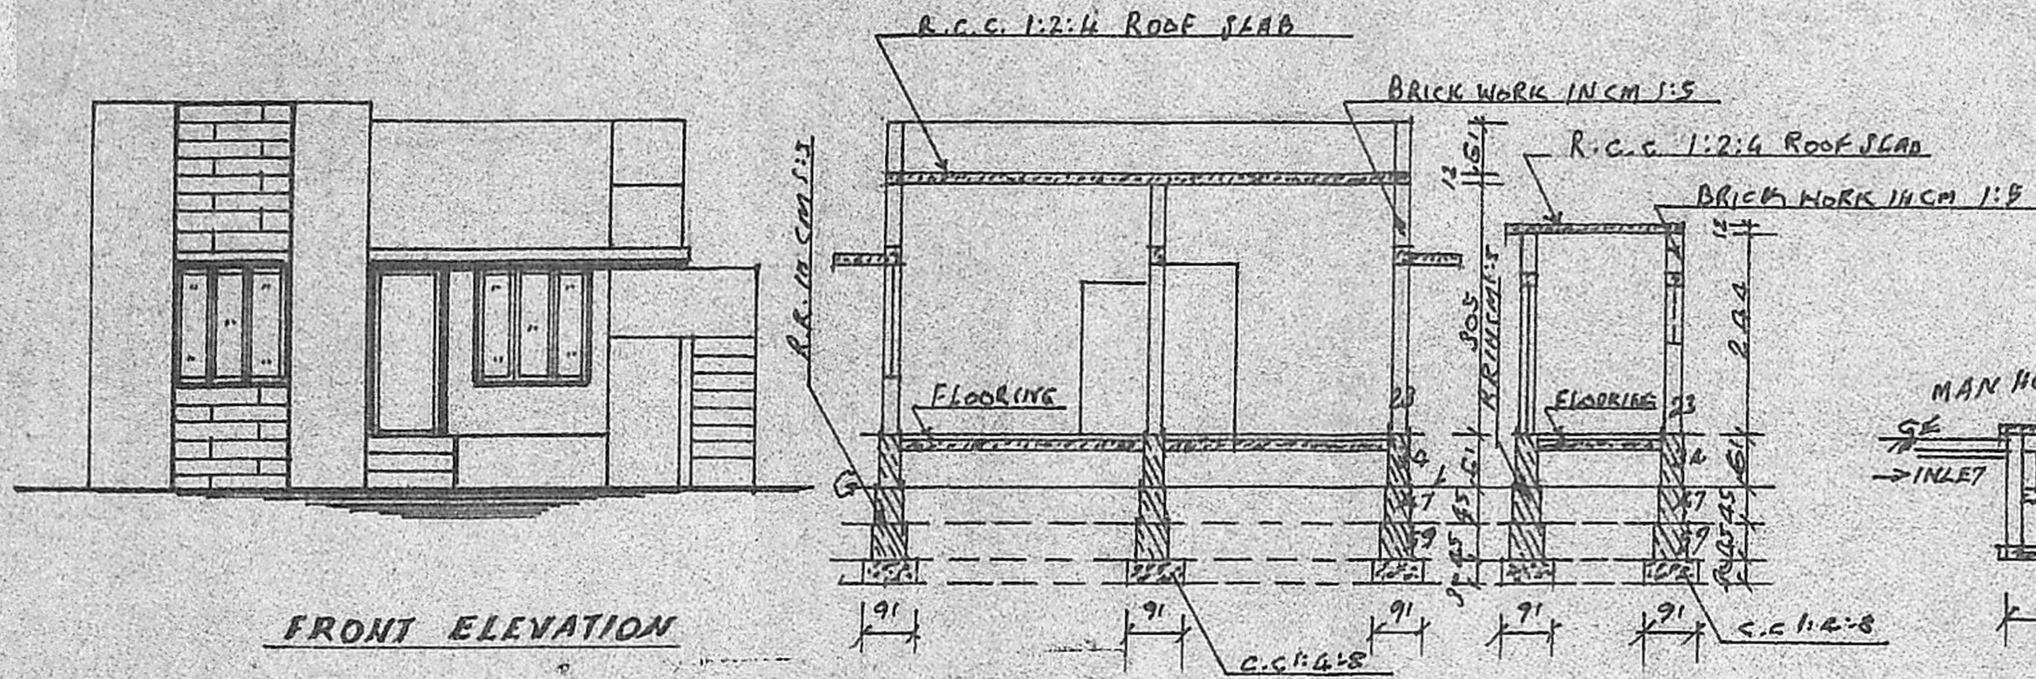 R.C.C. 1:2:4 ROOF SLAB
BRICK WORK IN CM 1:5
R.C.C. 1:2:4 ROOF SLAB
BRICK WORK IN CM 1:5
R.R. IN CM 1:5
12
.61
305
12
244
FLOORING
23
FLOORING
23
MAN HO
GL
INLET
.61
.61
45
45
45
45
91
91
91
91
91
FRONT ELEVATION
C.C 1:4:8
C.C 1:4:8